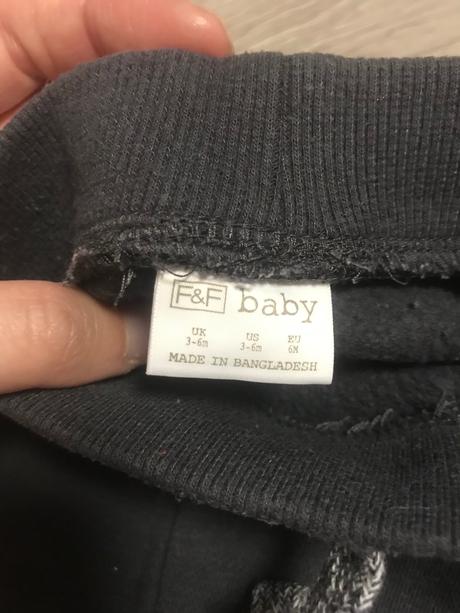 F&F baby
UK US EU
3-6m 3-6m 6M
MADE IN BANGLADESH